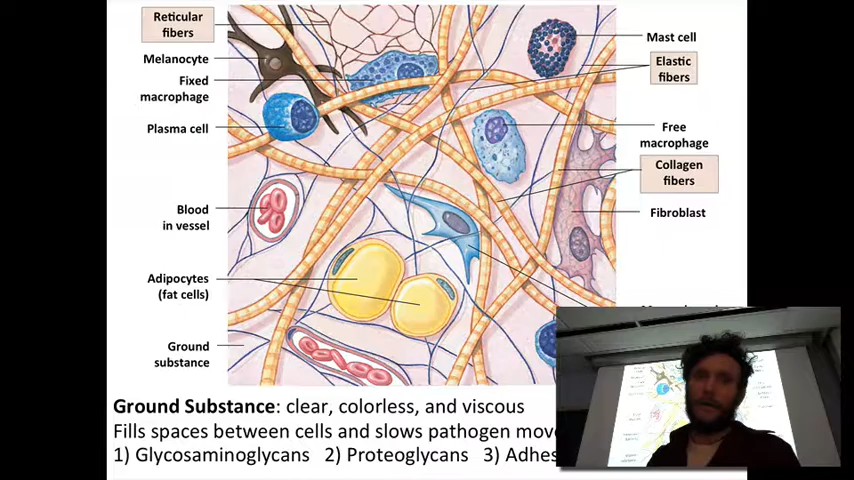 Reticular
fibers
Melanocyte
Fixed
macrophage
Plasma cell
Blood
in vessel
Adipocytes
(fat cells)
Ground
substance
Mast cell
Elastic
fibers
Free
macrophage
Collagen
fibers
Fibroblast
Ground Substance: clear, colorless, and viscous
Fills spaces between cells and slows pathogen
1) Glycosaminoglycans 2) Proteoglycans 3)